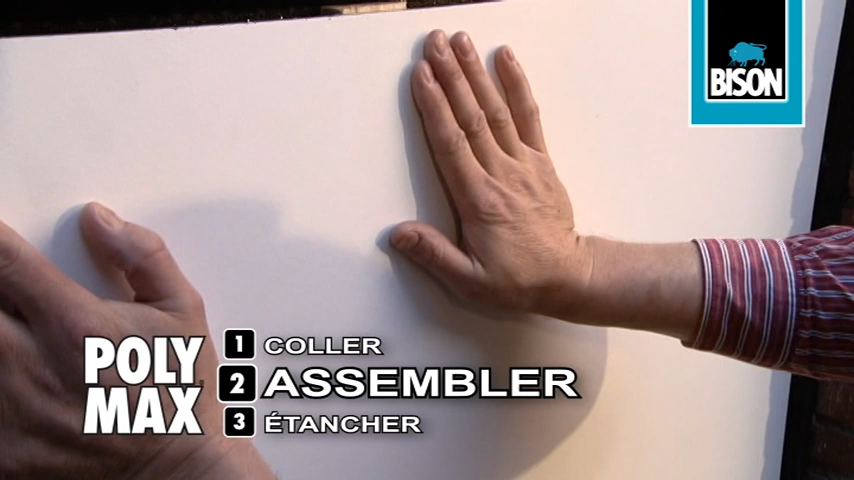 BISON
POLY
MAX
1 COLLER
2 ASSEMBLER
3 ÉTANCHER